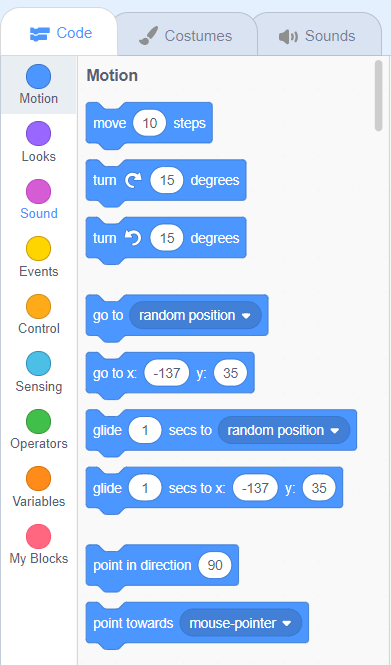 Code Costumes Sounds
Motion
Looks
Sound
Events
Control
Sensing
Operators
Variables
My Blocks
Motion
move 10 steps
turn 15 degrees
turn 15 degrees
go to random position
go to x: -137 y: 35
glide 1 secs to random position
glide 1 secs to x: -137 y: 35
point in direction 90
point towards mouse-pointer